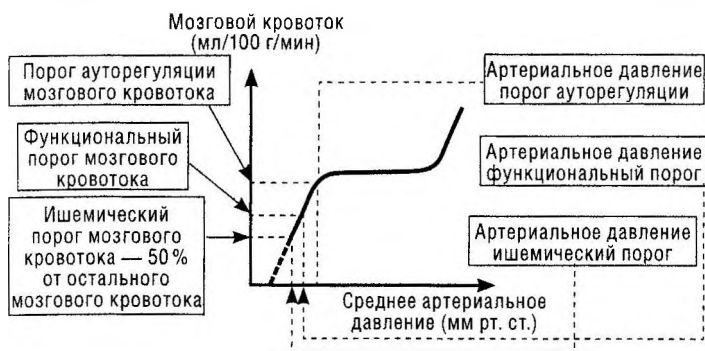 Мозговой кровоток
(мл/100 г/мин)
Порог ауторегуляции
мозгового кровотока
Функциональный
порог мозгового
кровотока
Ишемический
порог мозгового
кровотока — 50%
от остального
мозгового кровотока
Артериальное давление
порог ауторегуляции
Артериальное давление
функциональный порог
Артериальное давление
ишемический порог
Среднее артериальное
давление (мм рт. ст.)